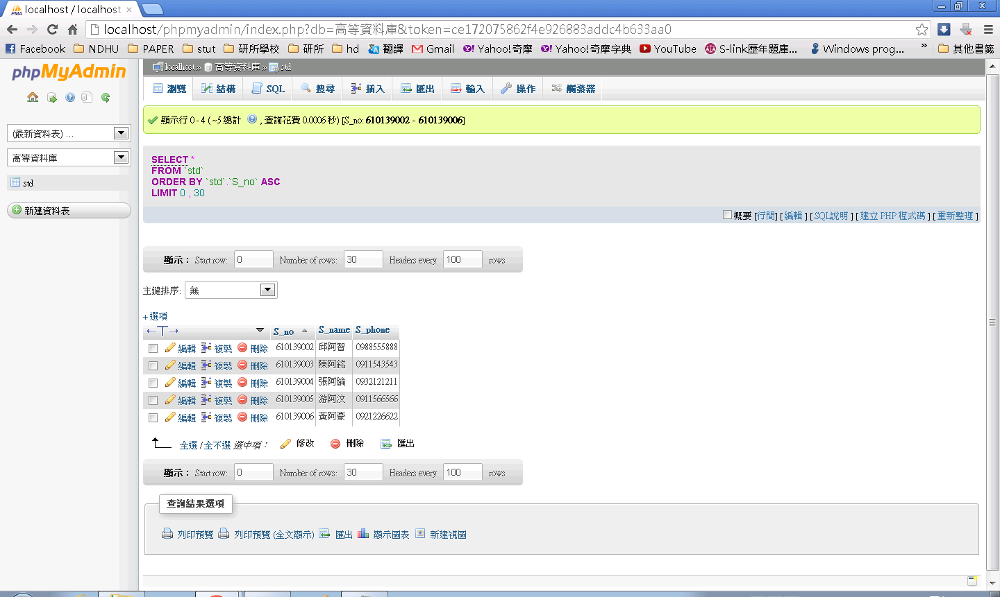 localhost / localhost
localhost/phpmyadmin/index.php?db=高等資料庫&token=ce172075862f4e926883addc4b633aa0
Facebook NDHU PAPER stut 研所學校 研所 hd 翻譯 Gmail Yahoo!奇摩 Yahoo!奇摩字典 YouTube S-link歷年題庫... Windows prog... » 其他書籤
phpMyAdmin
(最新資料表) ...
高等資料庫
std
新建資料表
localhost » 高等資料庫 » std
瀏覽 結構 SQL 搜尋 插入 匯出 輸入 操作 觸發器
顯示行 0 - 4 ( ~5 總計 , 查詢花費 0.0006 秒) [S_no: 610139002 - 610139006]
SELECT *
FROM `std`
ORDER BY `std`.`S_no` ASC
LIMIT 0 , 30
概要 [行間] [ 編輯 ] [ SQL說明 ] [ 建立 PHP 程式碼 ] [ 重新整理 ]
顯示： Start row: 0 Number of rows: 30 Headers every 100 rows
主鍵排序: 無
+ 選項
←T→ S_no S_name S_phone
編輯 複製 刪除 610139002 邱阿智 0988555888
編輯 複製 刪除 610139003 陳阿銘 0911543543
編輯 複製 刪除 610139004 張阿綸 0932121211
編輯 複製 刪除 610139005 游阿汶 0911566566
編輯 複製 刪除 610139006 黃阿豪 0921226622
全選 / 全不選 選中項： 修改 刪除 匯出
顯示： Start row: 0 Number of rows: 30 Headers every 100 rows
查詢結果選項
列印預覽 列印預覽 (全文顯示) 匯出 顯示圖表 新建視圖